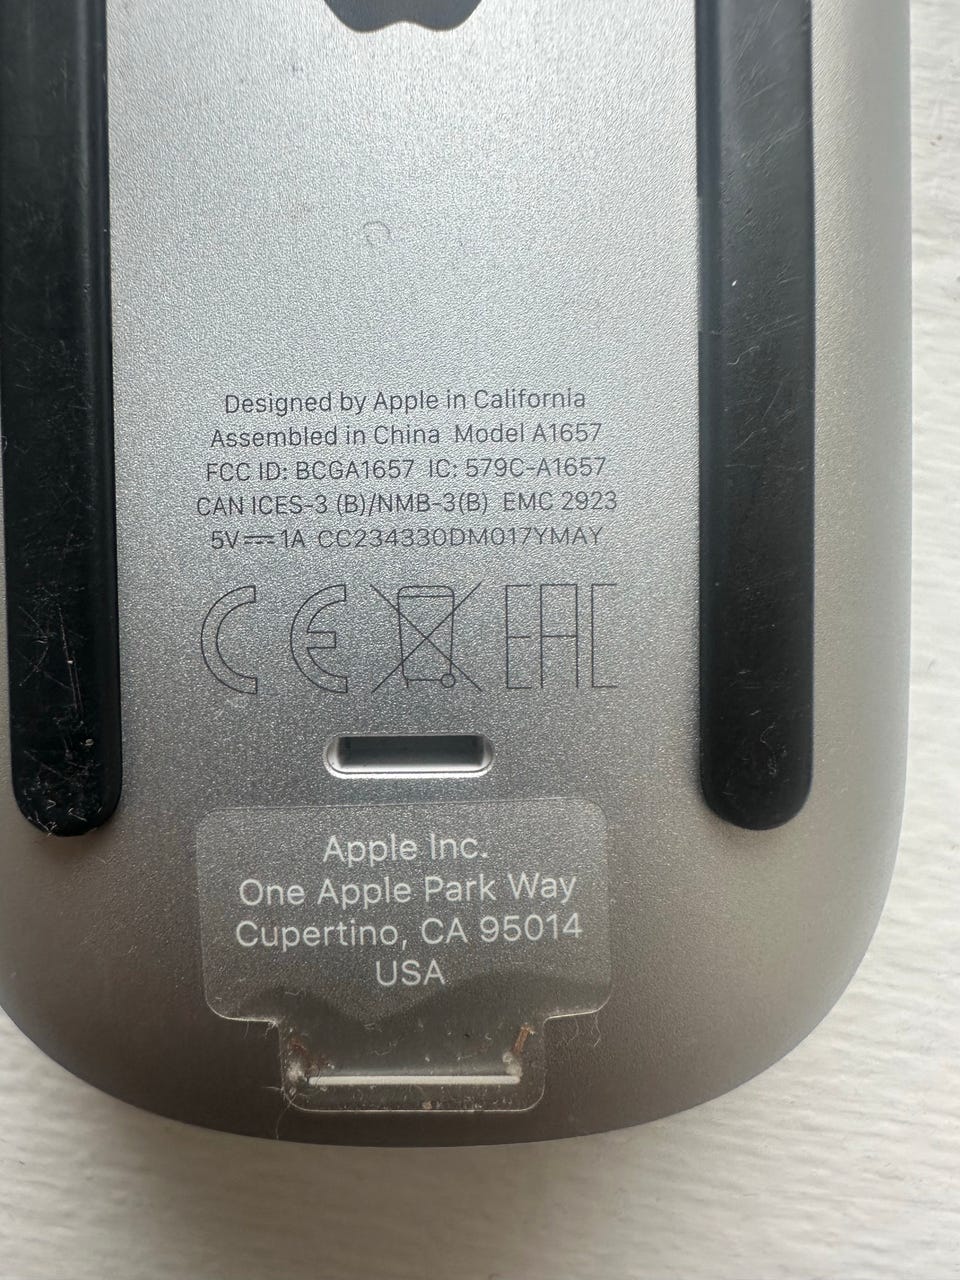 Designed by Apple in California
Assembled in China Model A1657
FCC ID: BCGA1657 IC: 579C-A1657
CAN ICES-3 (B)/NMB-3(B) EMC 2923
5V⎓1A CC234330DM017YMAY
CE EAC
Apple Inc.
One Apple Park Way
Cupertino, CA 95014
USA